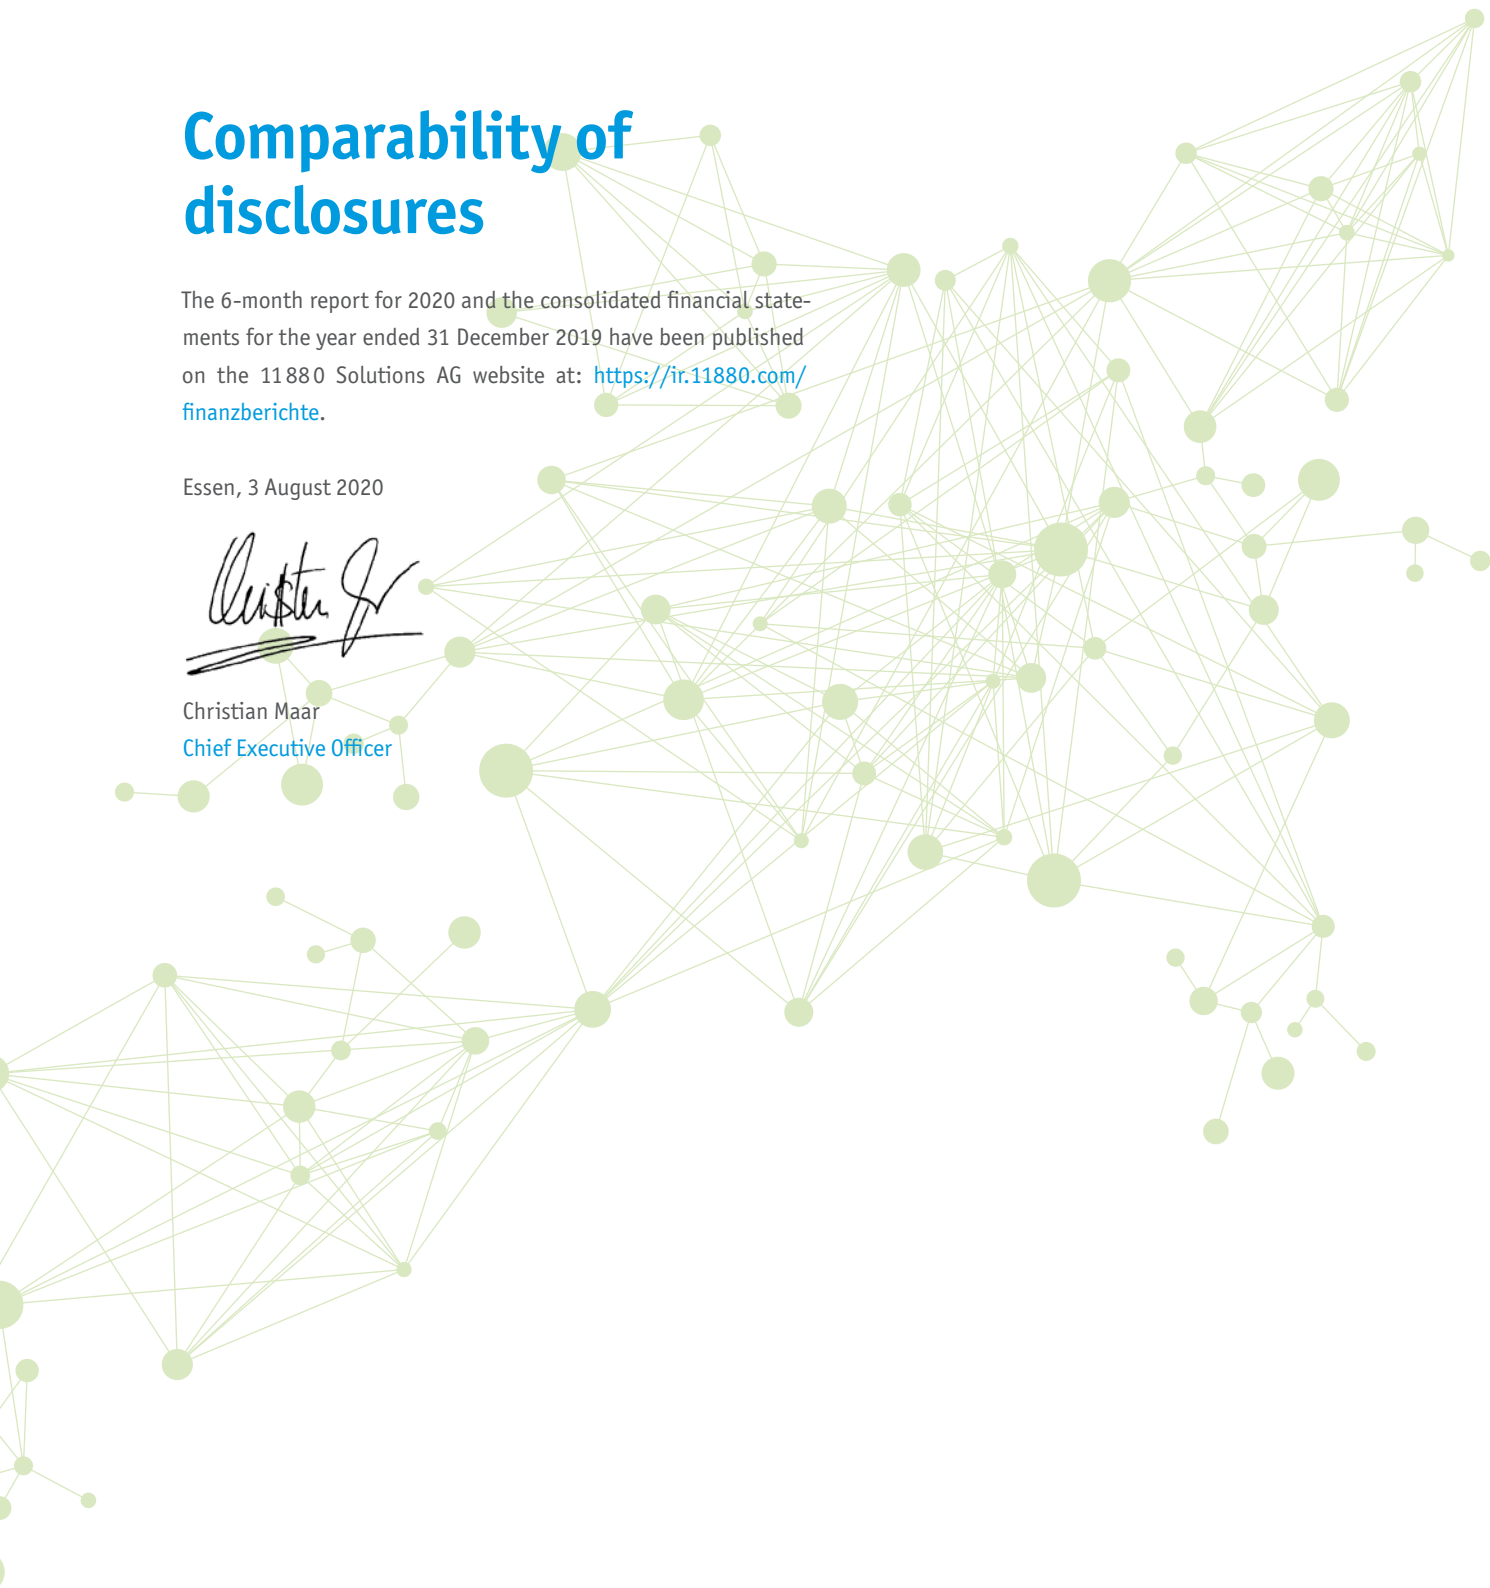 Comparability of
disclosures
The 6-month report for 2020 and the consolidated financial state-
ments for the year ended 31 December 2019 have been published
on the 11880 Solutions AG website at: https://ir.11880.com/
finanzberichte.
Essen, 3 August 2020
Christian Maar
Chief Executive Officer